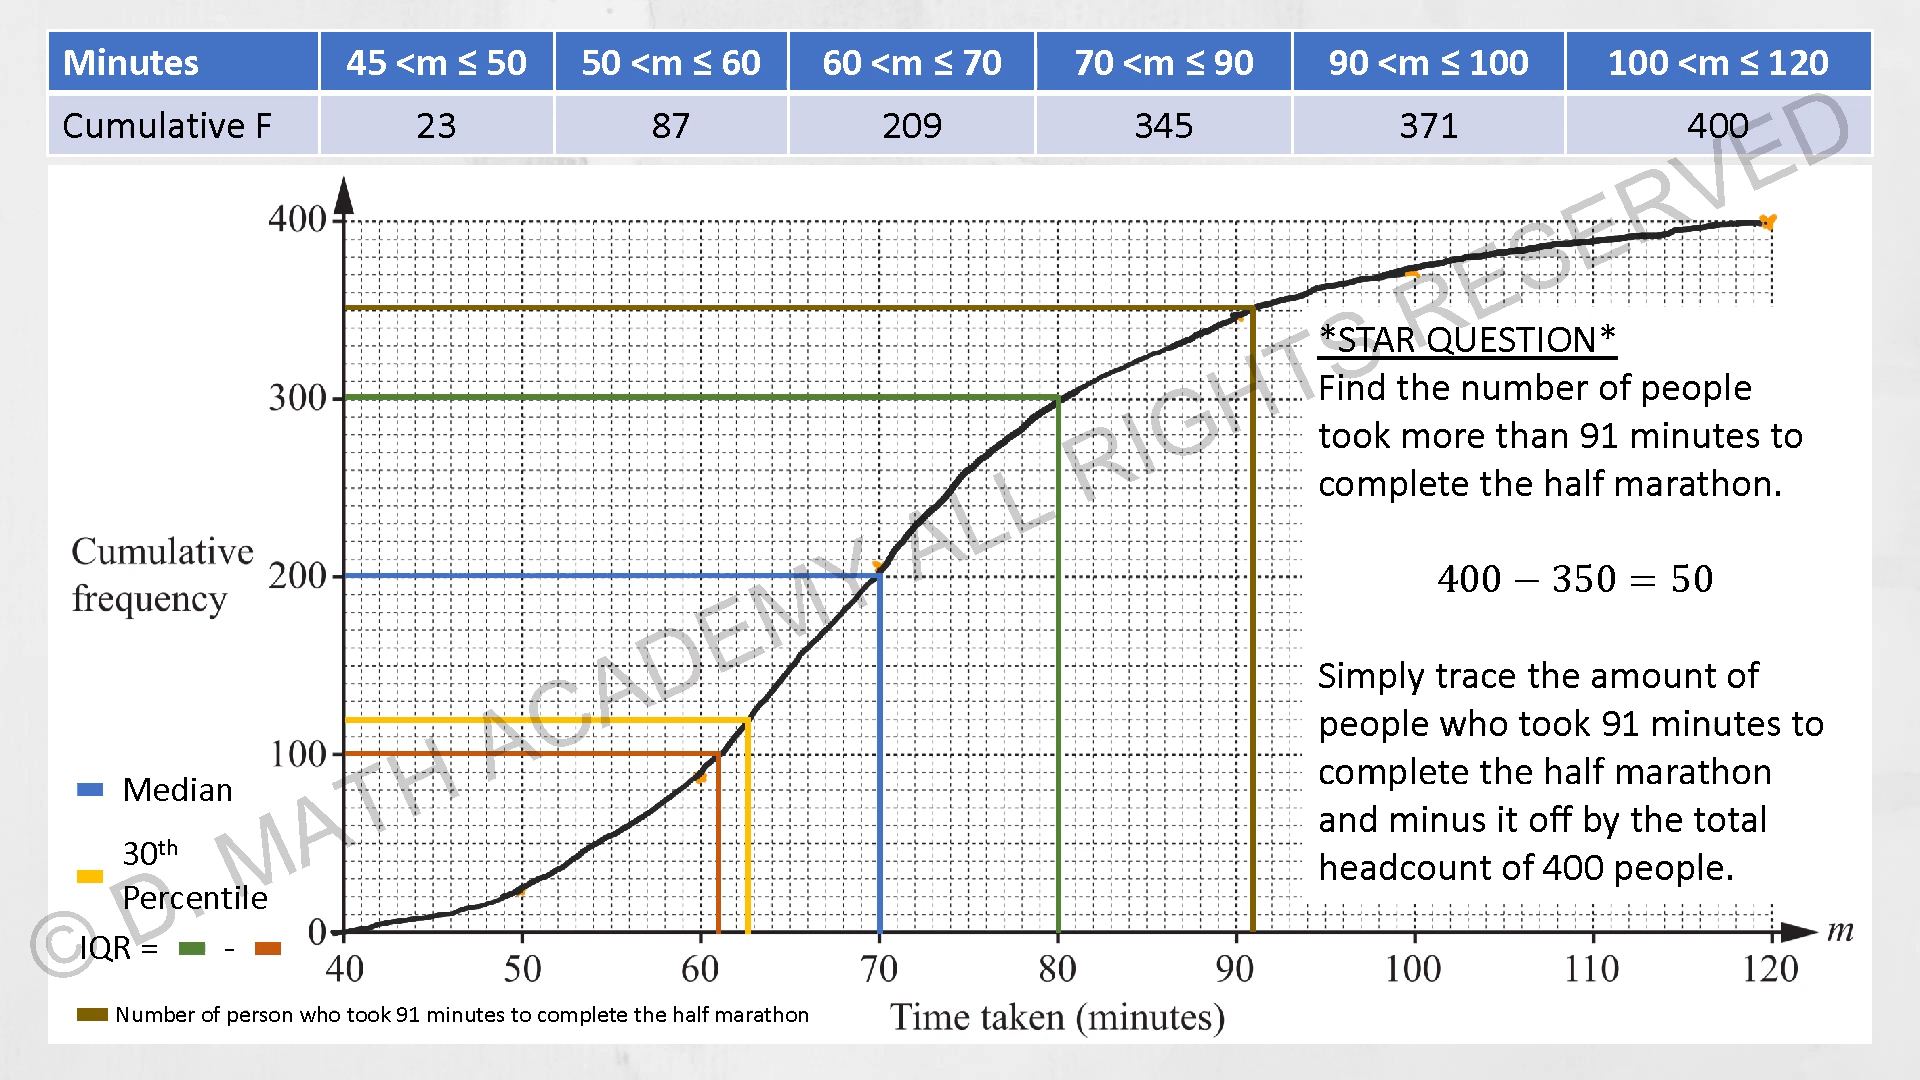 Minutes 45 <m ≤ 50 50 <m ≤ 60 60 <m ≤ 70 70 <m ≤ 90 90 <m ≤ 100 100 <m ≤ 120
Cumulative F 23 87 209 345 371 400
400
300
Cumulative
frequency
200
100
0
40 50 60 70 80 90 100 110 120
m
Time taken (minutes)
*STAR QUESTION*
Find the number of people
took more than 91 minutes to
complete the half marathon.
400 − 350 = 50
Simply trace the amount of
people who took 91 minutes to
complete the half marathon
and minus it off by the total
headcount of 400 people.
Median
30th
Percentile
IQR = -
Number of person who took 91 minutes to complete the half marathon
© D. MATH ACADEMY ALL RIGHTS RESERVED